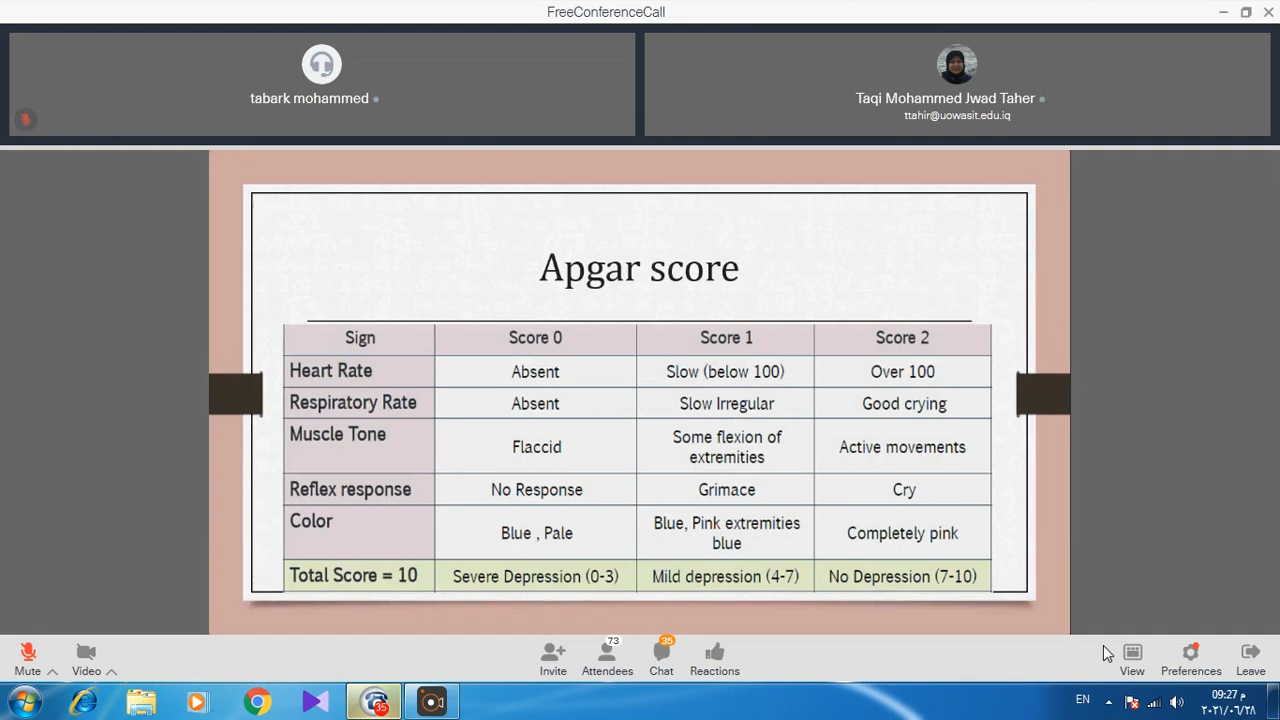 FreeConferenceCall
tabark mohammed
Taqi Mohammed Jwad Taher
ttahir@uowasit.edu.iq
Apgar score
Sign Score 0 Score 1 Score 2
Heart Rate Absent Slow (below 100) Over 100
Respiratory Rate Absent Slow Irregular Good crying
Muscle Tone Flaccid Some flexion of extremities Active movements
Reflex response No Response Grimace Cry
Color Blue , Pale Blue, Pink extremities blue Completely pink
Total Score = 10 Severe Depression (0-3) Mild depression (4-7) No Depression (7-10)
73
35
Mute Video Invite Attendees Chat Reactions View Preferences Leave
35
EN
09:27 م
٢٠٢١/٠٦/٢٨